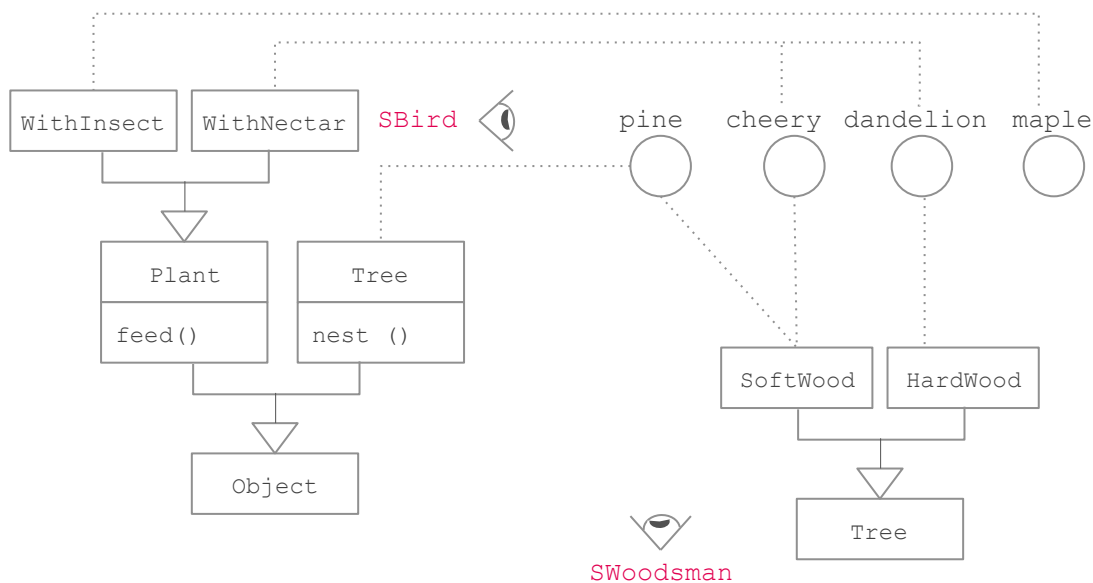 WithInsect
WithNectar
SBird
pine
cheery
dandelion
maple
Plant
feed()
Tree
nest ()
SoftWood
HardWood
Object
Tree
SWoodsman